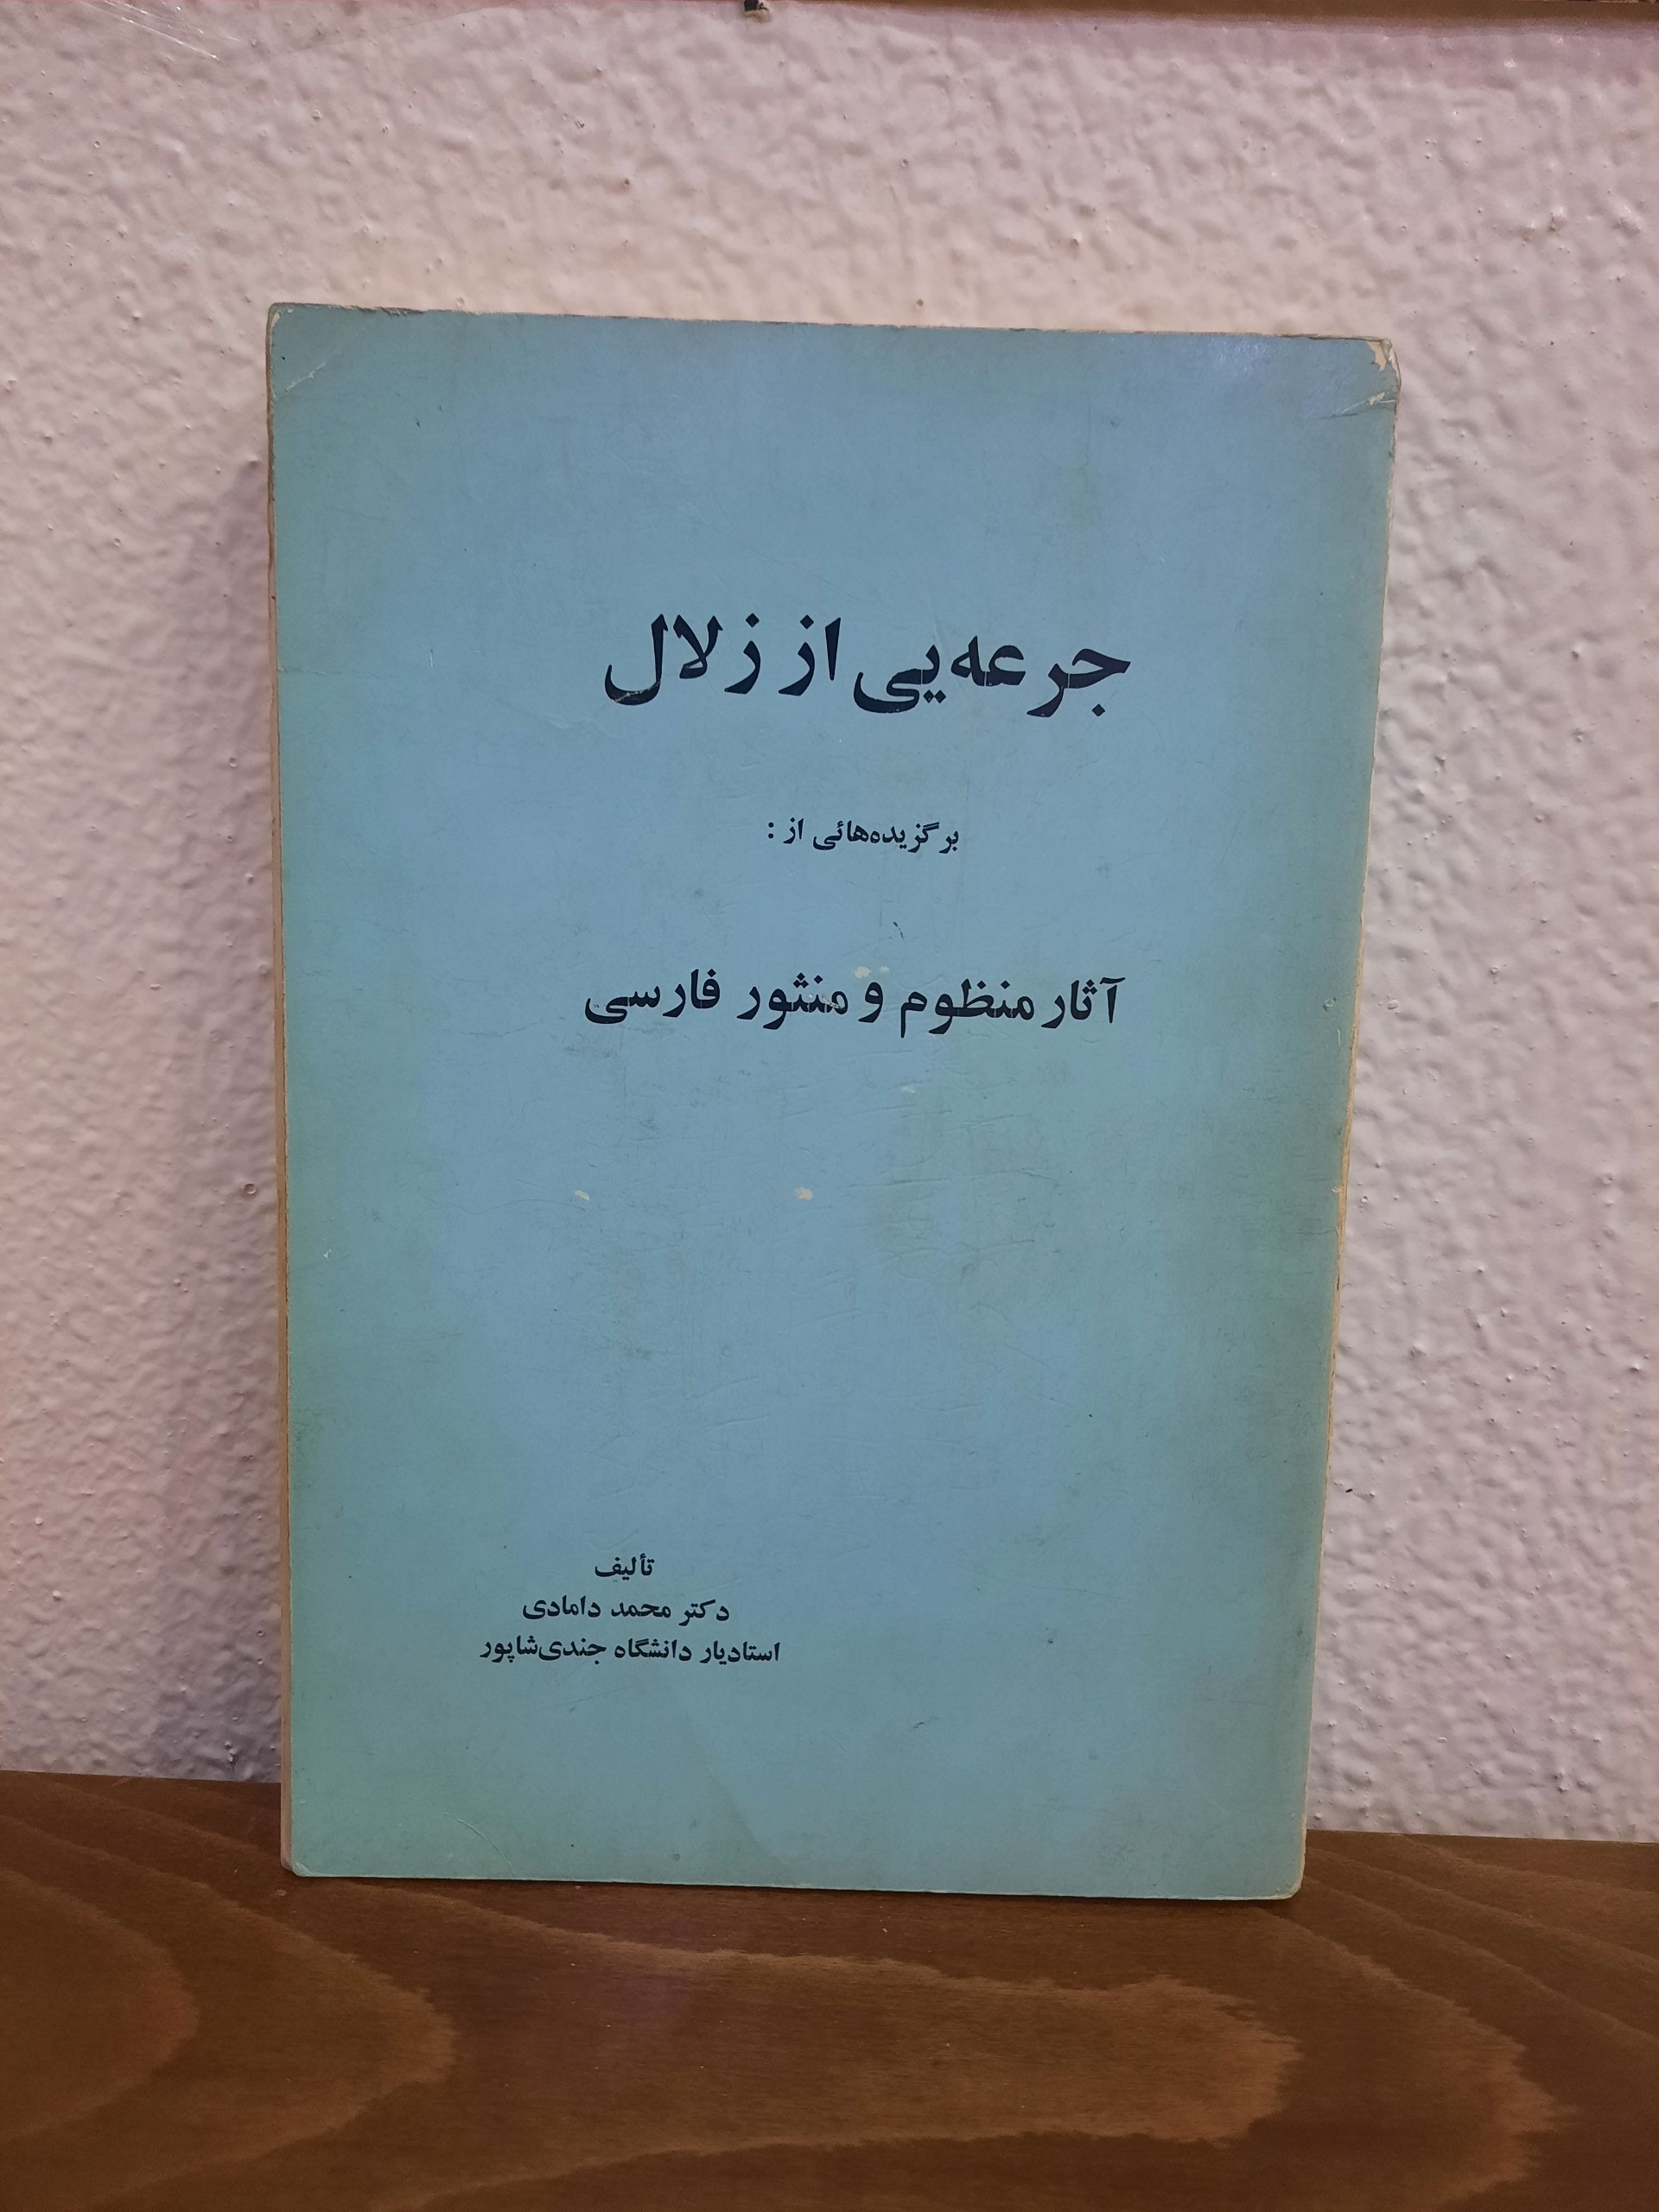 جرعه‌یی از زلال
برگزیده‌هائی از :
آثار منظوم و منثور فارسی
تألیف
دکتر محمد دامادی
استادیار دانشگاه جندی‌شاپور